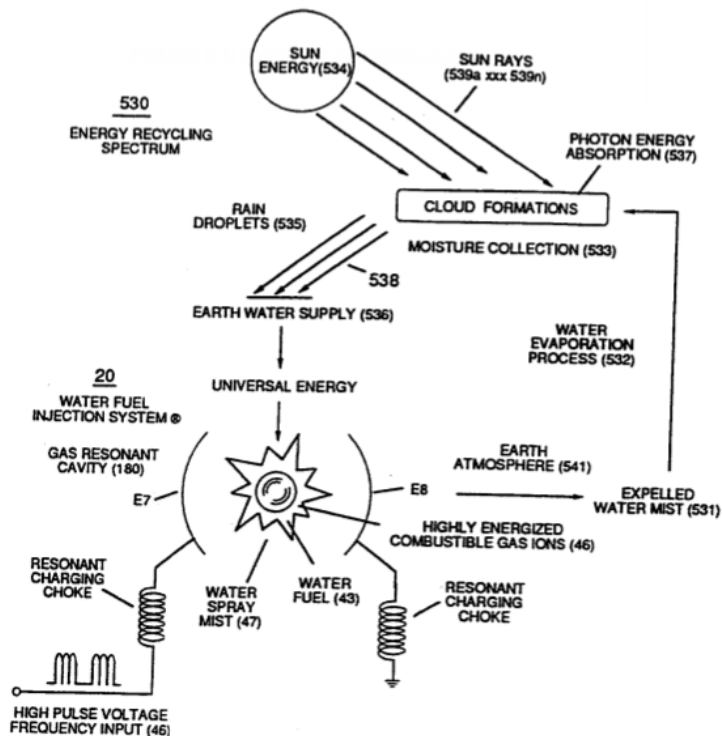 SUN
ENERGY(534)
SUN RAYS
(539a xxx 539n)
530
ENERGY RECYCLING
SPECTRUM
PHOTON ENERGY
ABSORPTION (537)
CLOUD FORMATIONS
RAIN
DROPLETS (535)
MOISTURE COLLECTION (533)
538
EARTH WATER SUPPLY (536)
WATER
EVAPORATION
PROCESS (532)
UNIVERSAL ENERGY
20
WATER FUEL
INJECTION SYSTEM ®
GAS RESONANT
CAVITY (180)
E7
E8
EARTH
ATMOSPHERE (541)
EXPELLED
WATER MIST (531)
HIGHLY ENERGIZED
COMBUSTIBLE GAS IONS (46)
RESONANT
CHARGING
CHOKE
WATER
SPRAY
MIST (47)
WATER
FUEL (43)
RESONANT
CHARGING
CHOKE
HIGH PULSE VOLTAGE
FREQUENCY INPUT (46)